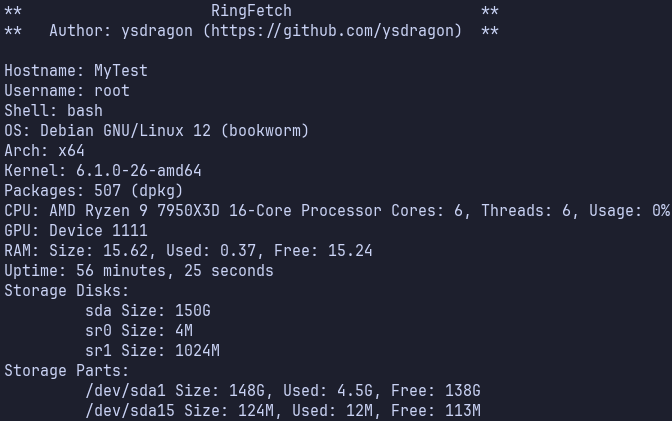 ** RingFetch **
** Author: ysdragon (https://github.com/ysdragon) **
Hostname: MyTest
Username: root
Shell: bash
OS: Debian GNU/Linux 12 (bookworm)
Arch: x64
Kernel: 6.1.0-26-amd64
Packages: 507 (dpkg)
CPU: AMD Ryzen 9 7950X3D 16-Core Processor Cores: 6, Threads: 6, Usage: 0%
GPU: Device 1111
RAM: Size: 15.62, Used: 0.37, Free: 15.24
Uptime: 56 minutes, 25 seconds
Storage Disks:
sda Size: 150G
sr0 Size: 4M
sr1 Size: 1024M
Storage Parts:
/dev/sda1 Size: 148G, Used: 4.5G, Free: 138G
/dev/sda15 Size: 124M, Used: 12M, Free: 113M